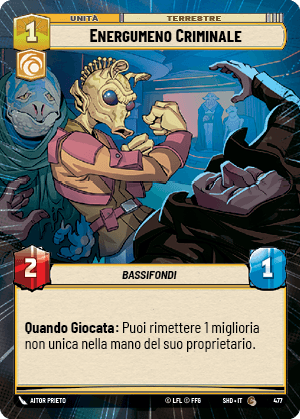 UNITÀ
TERRESTRE
1
ENERGUMENO CRIMINALE
2
BASSIFONDI
1
Quando Giocata: Puoi rimettere 1 miglioria
non unica nella mano del suo proprietario.
AITOR PRIETO
© LFL © FFG
SHD • IT
477